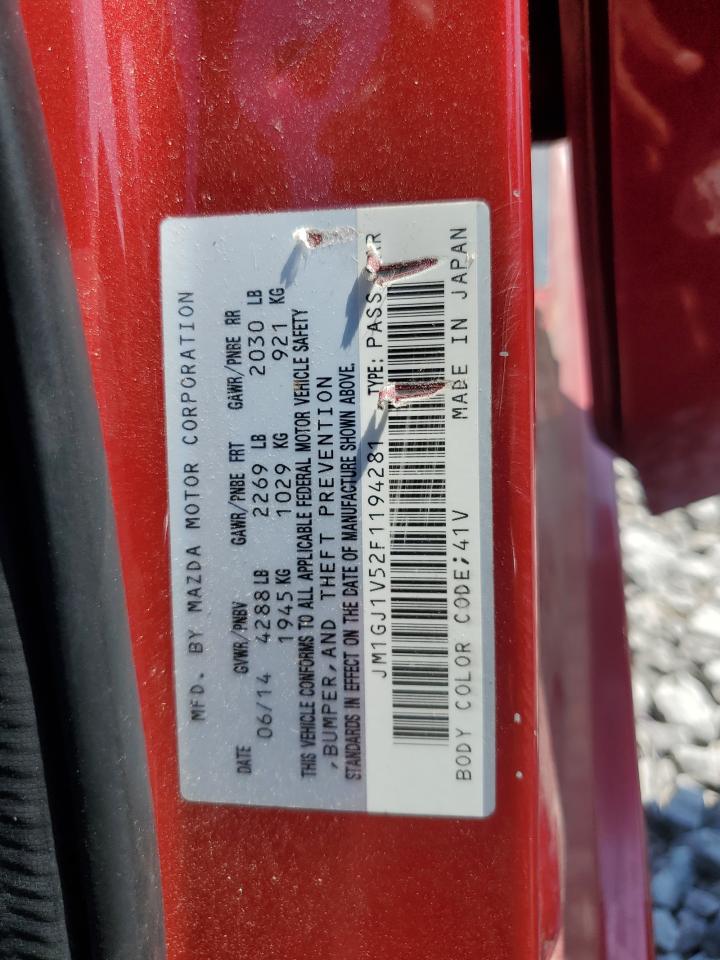 MFD. BY MAZDA MOTOR CORPORATION
DATE GVWR/PNBV GAWR/PNBE FRT GAWR/PNBE RR
06/14 4288 LB 2269 LB 2030 LB
1945 KG 1029 KG 921 KG
THIS VEHICLE CONFORMS TO ALL APPLICABLE FEDERAL MOTOR VEHICLE SAFETY
,BUMPER,AND THEFT PREVENTION
STANDARDS IN EFFECT ON THE DATE OF MANUFACTURE SHOWN ABOVE.
JM1GJ1V52F1194281 TYPE:
BODY COLOR CODE;41V MADE IN JAPAN